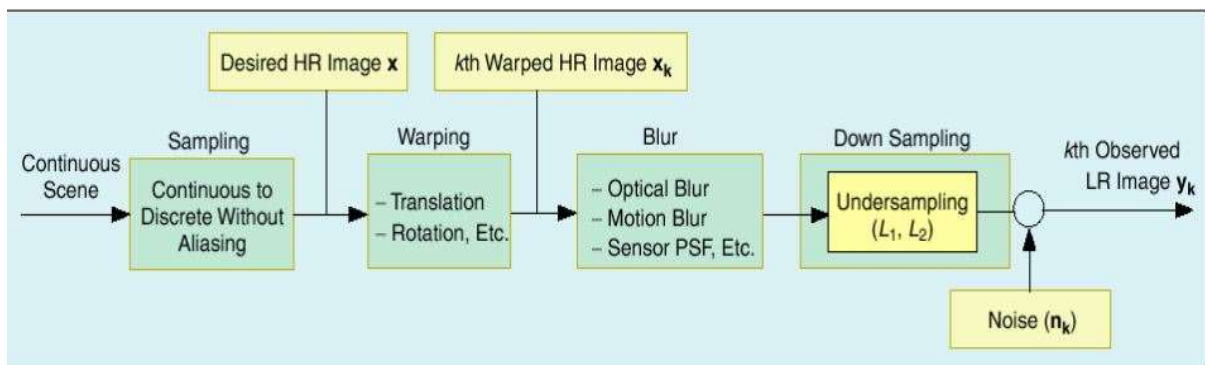 Desired HR Image x
kth Warped HR Image xk
Sampling
Warping
Blur
Down Sampling
Continuous
Scene
Continuous to
Discrete Without
Aliasing
– Translation
– Rotation, Etc.
– Optical Blur
– Motion Blur
– Sensor PSF, Etc.
Undersampling
(L1, L2)
kth Observed
LR Image yk
Noise (nk)